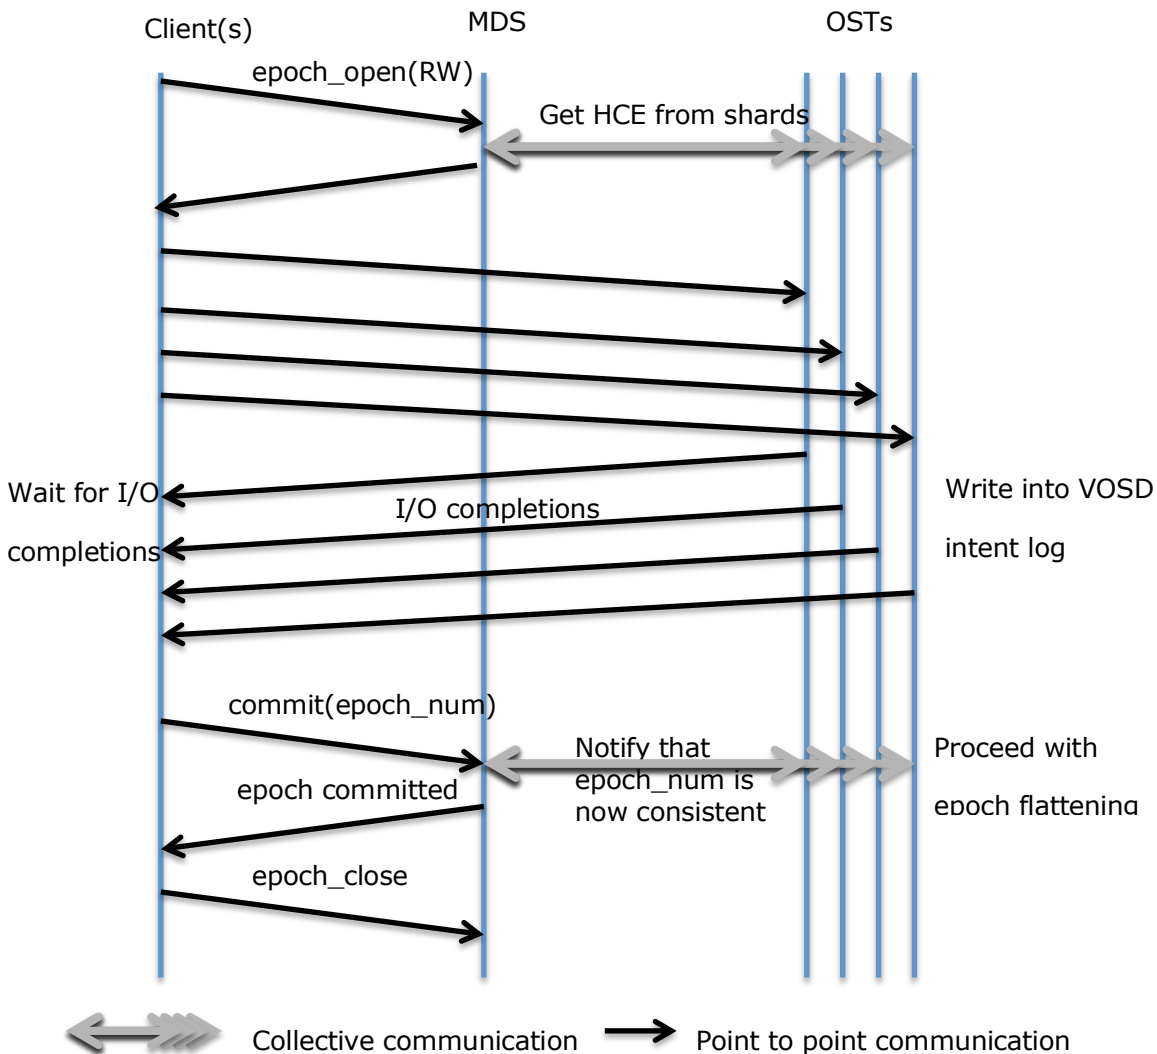 Client(s)
MDS
OSTs
epoch_open(RW)
Get HCE from shards
Wait for I/O
completions
I/O completions
Write into VOSD
intent log
commit(epoch_num)
Notify that
epoch_num is
now consistent
Proceed with
epoch flattening
epoch committed
epoch_close
Collective communication
Point to point communication